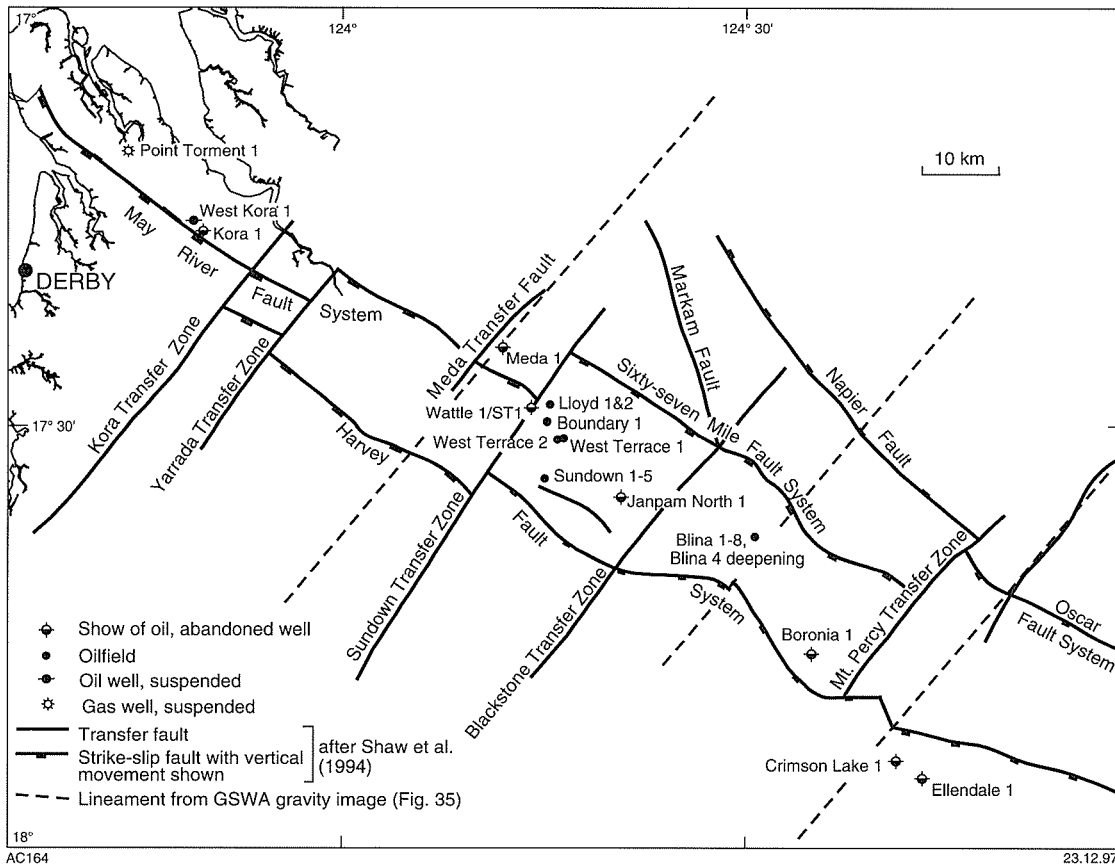 17°
124°
124° 30'
10 km
Point Torment 1
West Kora 1
Kora 1
May River Fault System
DERBY
Kora Transfer Zone
Yarrada Transfer Zone
Meda Transfer Fault
Meda 1
Markam Fault
Napier Fault
Sixty-seven Mile Fault System
Wattle 1/ST1
Lloyd 1&2
17° 30'
Boundary 1
West Terrace 2
West Terrace 1
Harvey Fault System
Sundown 1-5
Janpam North 1
Blina 1-8,
Blina 4 deepening
Sundown Transfer Zone
Blackstone Transfer Zone
Mt. Percy Transfer Zone
Oscar
Fault System
Boronia 1
Crimson Lake 1
Ellendale 1
Show of oil, abandoned well
Oilfield
Oil well, suspended
Gas well, suspended
Transfer fault
Strike-slip fault with vertical
movement shown
after Shaw et al.
(1994)
Lineament from GSWA gravity image (Fig. 35)
18°
AC164
23.12.97